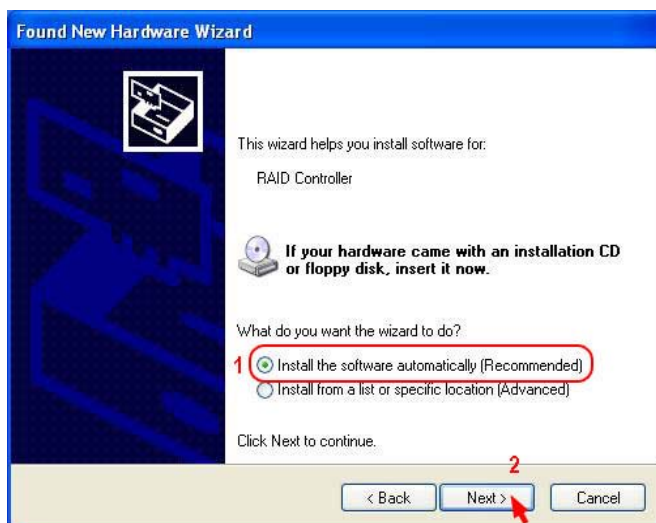 Found New Hardware Wizard
This wizard helps you install software for:
RAID Controller
If your hardware came with an installation CD
or floppy disk, insert it now.
What do you want the wizard to do?
1
Install the software automatically (Recommended)
Install from a list or specific location (Advanced)
Click Next to continue.
2
< Back
Next >
Cancel